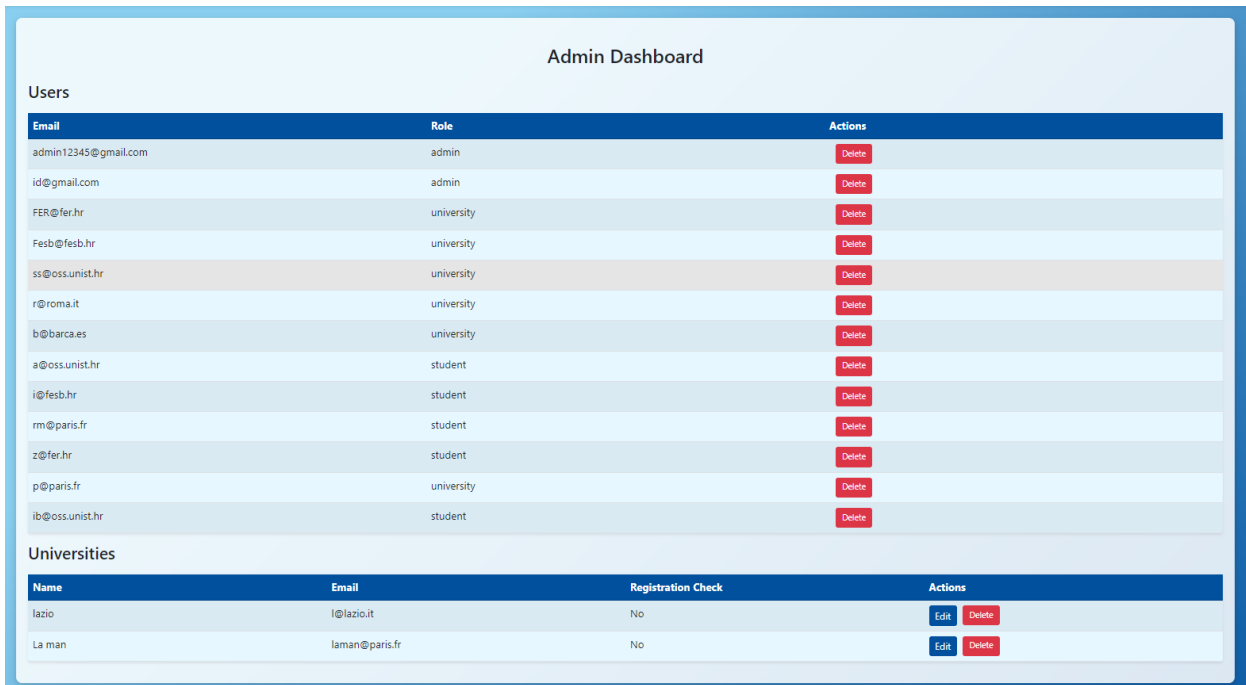 Admin Dashboard
Users
Email Role Actions
admin12345@gmail.com admin Delete
id@gmail.com admin Delete
FER@fer.hr university Delete
Fesb@fesb.hr university Delete
ss@oss.unist.hr university Delete
r@roma.it university Delete
b@barca.es university Delete
a@oss.unist.hr student Delete
i@fesb.hr student Delete
rm@paris.fr student Delete
z@fer.hr student Delete
p@paris.fr university Delete
ib@oss.unist.hr student Delete
Universities
Name Email Registration Check Actions
lazio l@lazio.it No Edit Delete
La man laman@paris.fr No Edit Delete